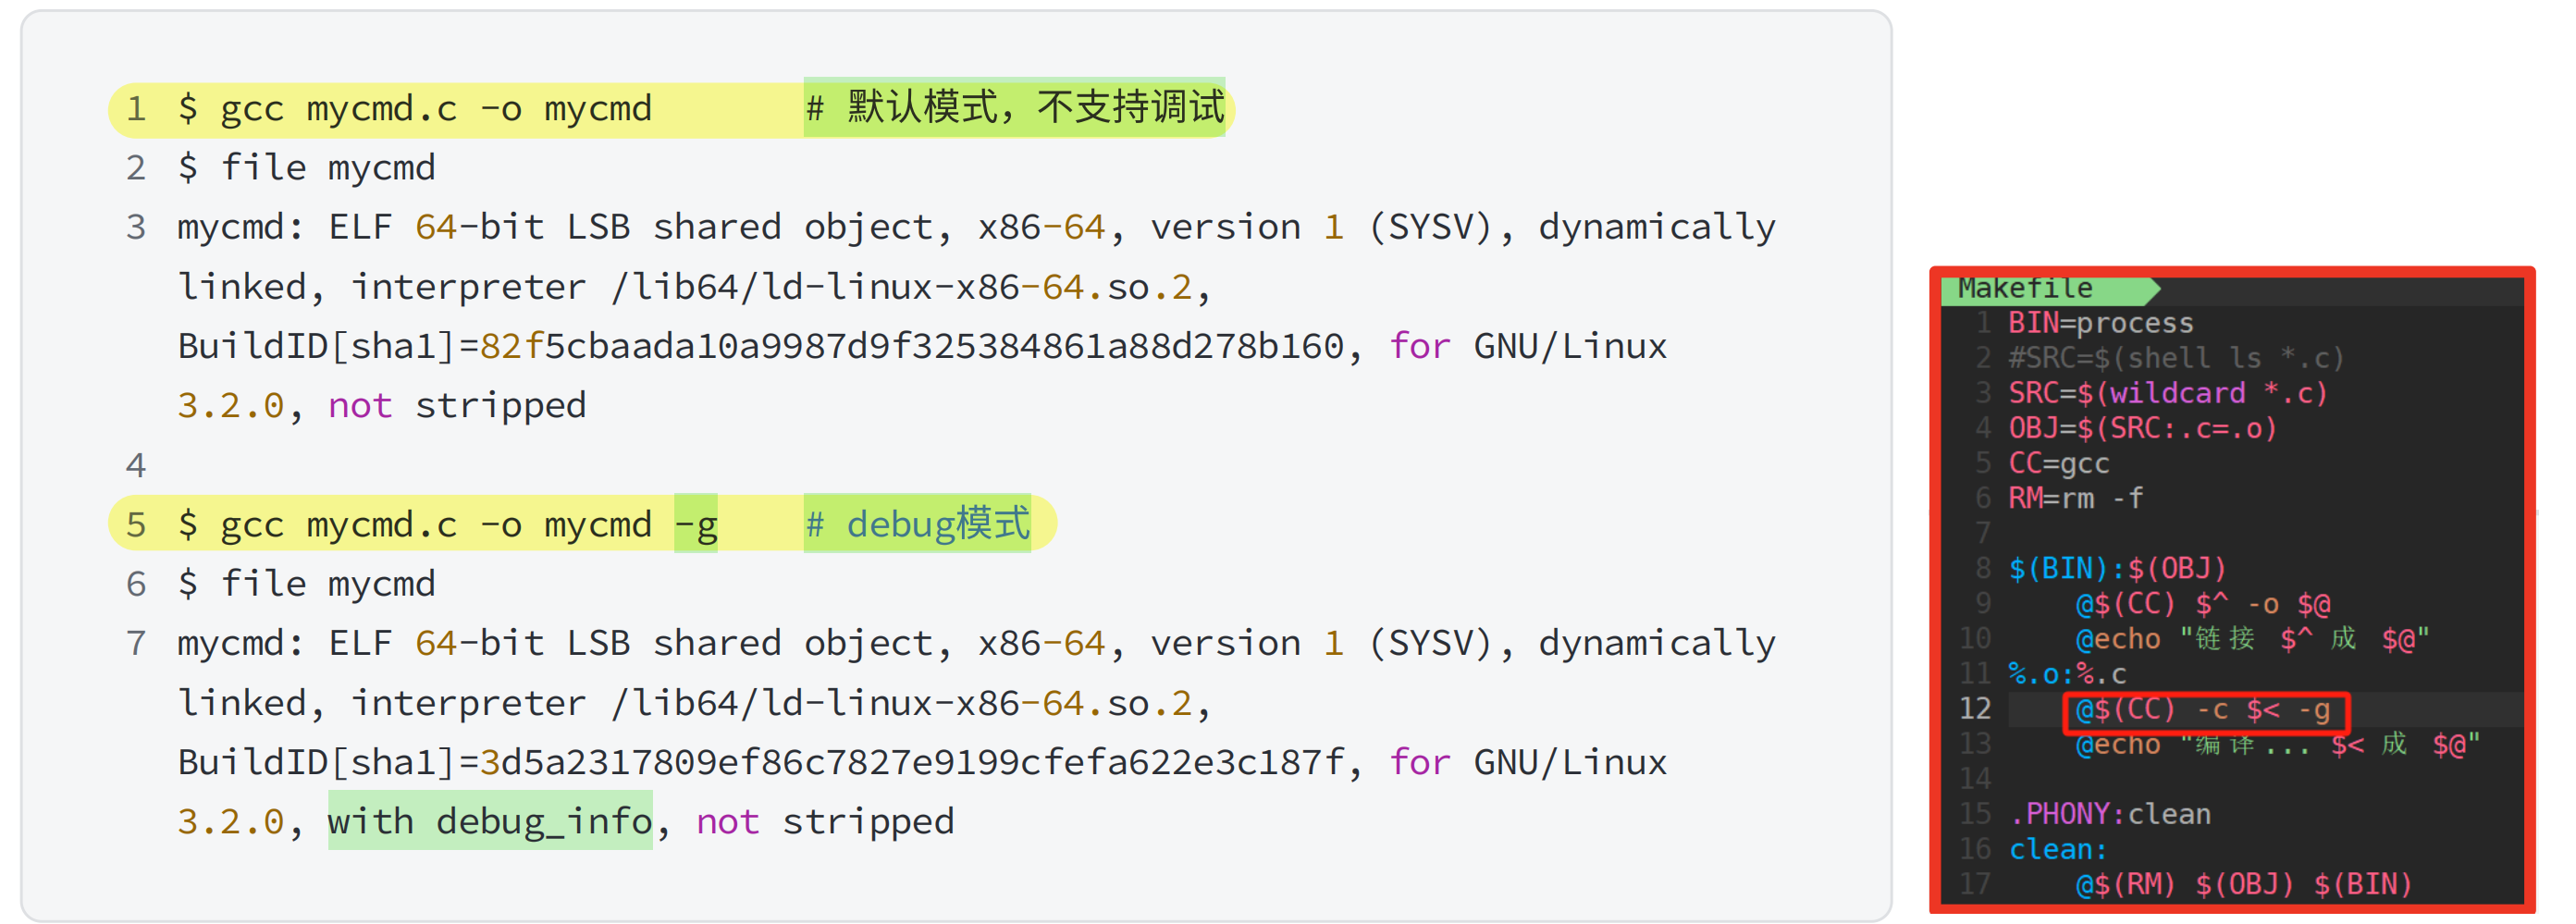 1 $ gcc mycmd.c -o mycmd # 默认模式，不支持调试
2 $ file mycmd
3 mycmd: ELF 64-bit LSB shared object, x86-64, version 1 (SYSV), dynamically
linked, interpreter /lib64/ld-linux-x86-64.so.2,
BuildID[sha1]=82f5cbaada10a9987d9f325384861a88d278b160, for GNU/Linux
3.2.0, not stripped
4
5 $ gcc mycmd.c -o mycmd -g # debug模式
6 $ file mycmd
7 mycmd: ELF 64-bit LSB shared object, x86-64, version 1 (SYSV), dynamically
linked, interpreter /lib64/ld-linux-x86-64.so.2,
BuildID[sha1]=3d5a2317809ef86c7827e9199cfefa622e3c187f, for GNU/Linux
3.2.0, with debug_info, not stripped
Makefile
1 BIN=process
2 #SRC=$(shell ls *.c)
3 SRC=$(wildcard *.c)
4 OBJ=$(SRC:.c=.o)
5 CC=gcc
6 RM=rm -f
7
8 $(BIN):$(OBJ)
9 @$(CC) $^ -o $@
10 @echo "链接 $^ 成 $@"
11 %.o:%.c
12 @$(CC) -c $< -g
13 @echo "编译... $< 成 $@"
14
15 .PHONY:clean
16 clean:
17 @$(RM) $(OBJ) $(BIN)